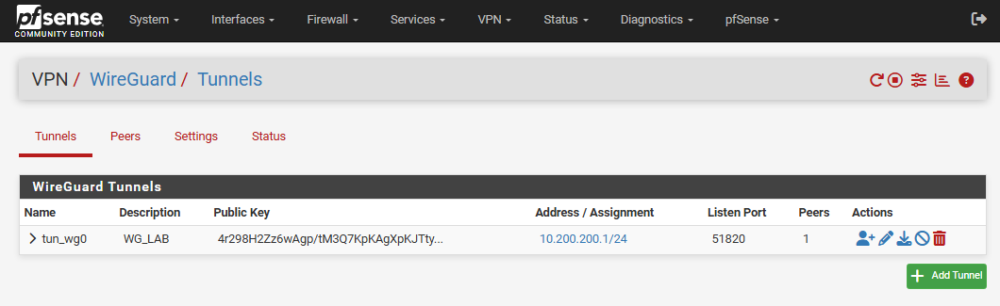 pfsense
COMMUNITY EDITION
System Interfaces Firewall Services VPN Status Diagnostics pfSense
VPN / WireGuard / Tunnels
Tunnels Peers Settings Status
WireGuard Tunnels
Name Description Public Key Address / Assignment Listen Port Peers Actions
tun_wg0 WG_LAB 4r298H2Zz6wAgp/tM3Q7KpKAgXpKJTty... 10.200.200.1/24 51820 1
Add Tunnel